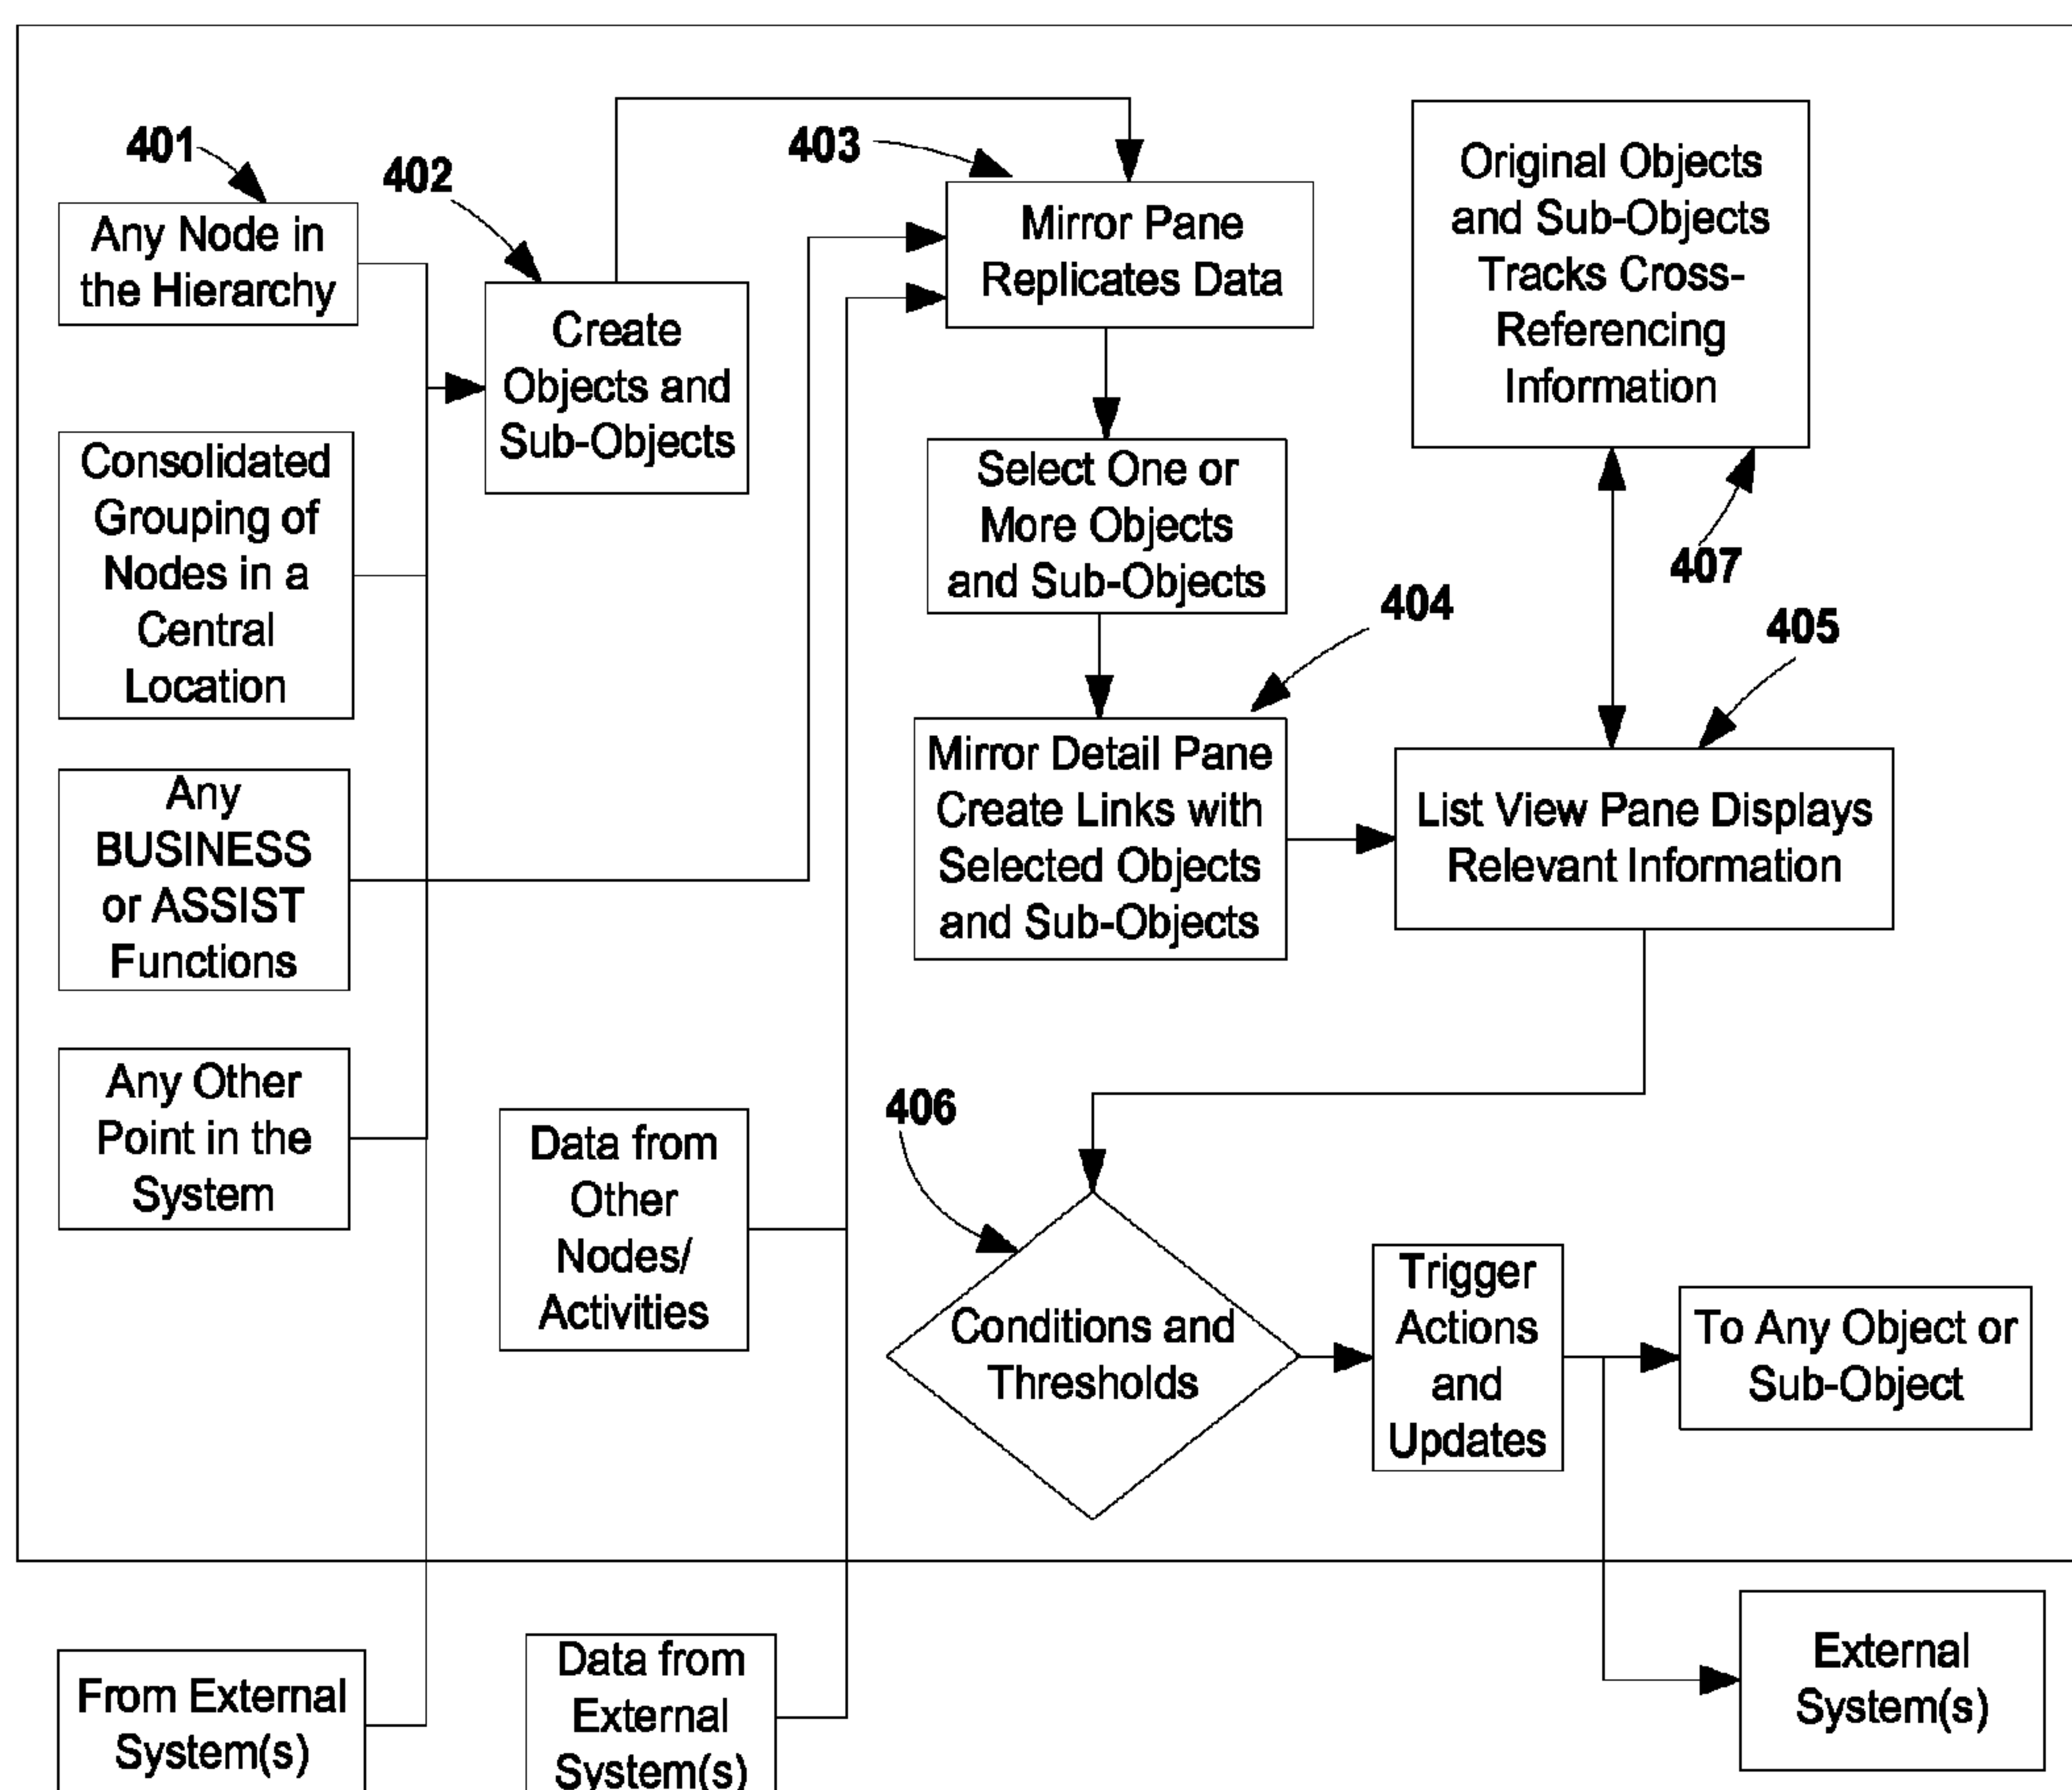 401
Any Node in
the Hierarchy
402
Create
Objects and
Sub-Objects
403
Mirror Pane
Replicates Data
Original Objects
and Sub-Objects
Tracks Cross-
Referencing
Information
407
Consolidated
Grouping of
Nodes in a
Central
Location
Select One or
More Objects
and Sub-Objects
404
405
Any
BUSINESS
or ASSIST
Functions
Mirror Detail Pane
Create Links with
Selected Objects
and Sub-Objects
List View Pane Displays
Relevant Information
Any Other
Point in the
System
Data from
Other
Nodes/
Activities
406
Conditions and
Thresholds
Trigger
Actions
and
Updates
To Any Object or
Sub-Object
From External
System(s)
Data from
External
System(s)
External
System(s)